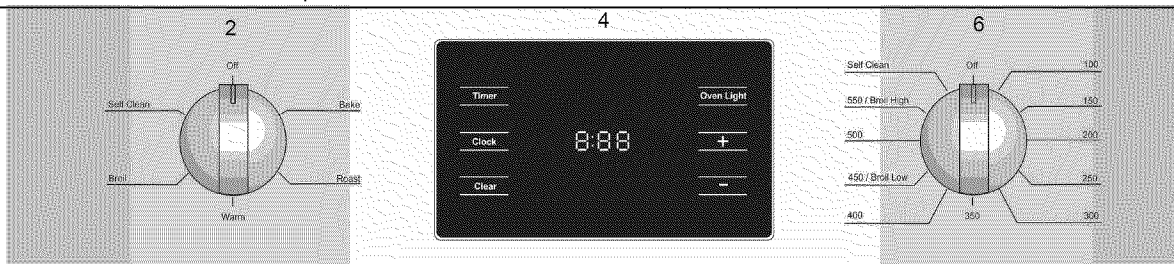 2
Off
Self Clean
Bake
Broil
Roast
Warm
4
Timer
Oven Light
Clock
8:88
+
Clear
−
6
Off
Self Clean
100
550 / Broil High
150
500
200
450 / Broil Low
250
400
350
300